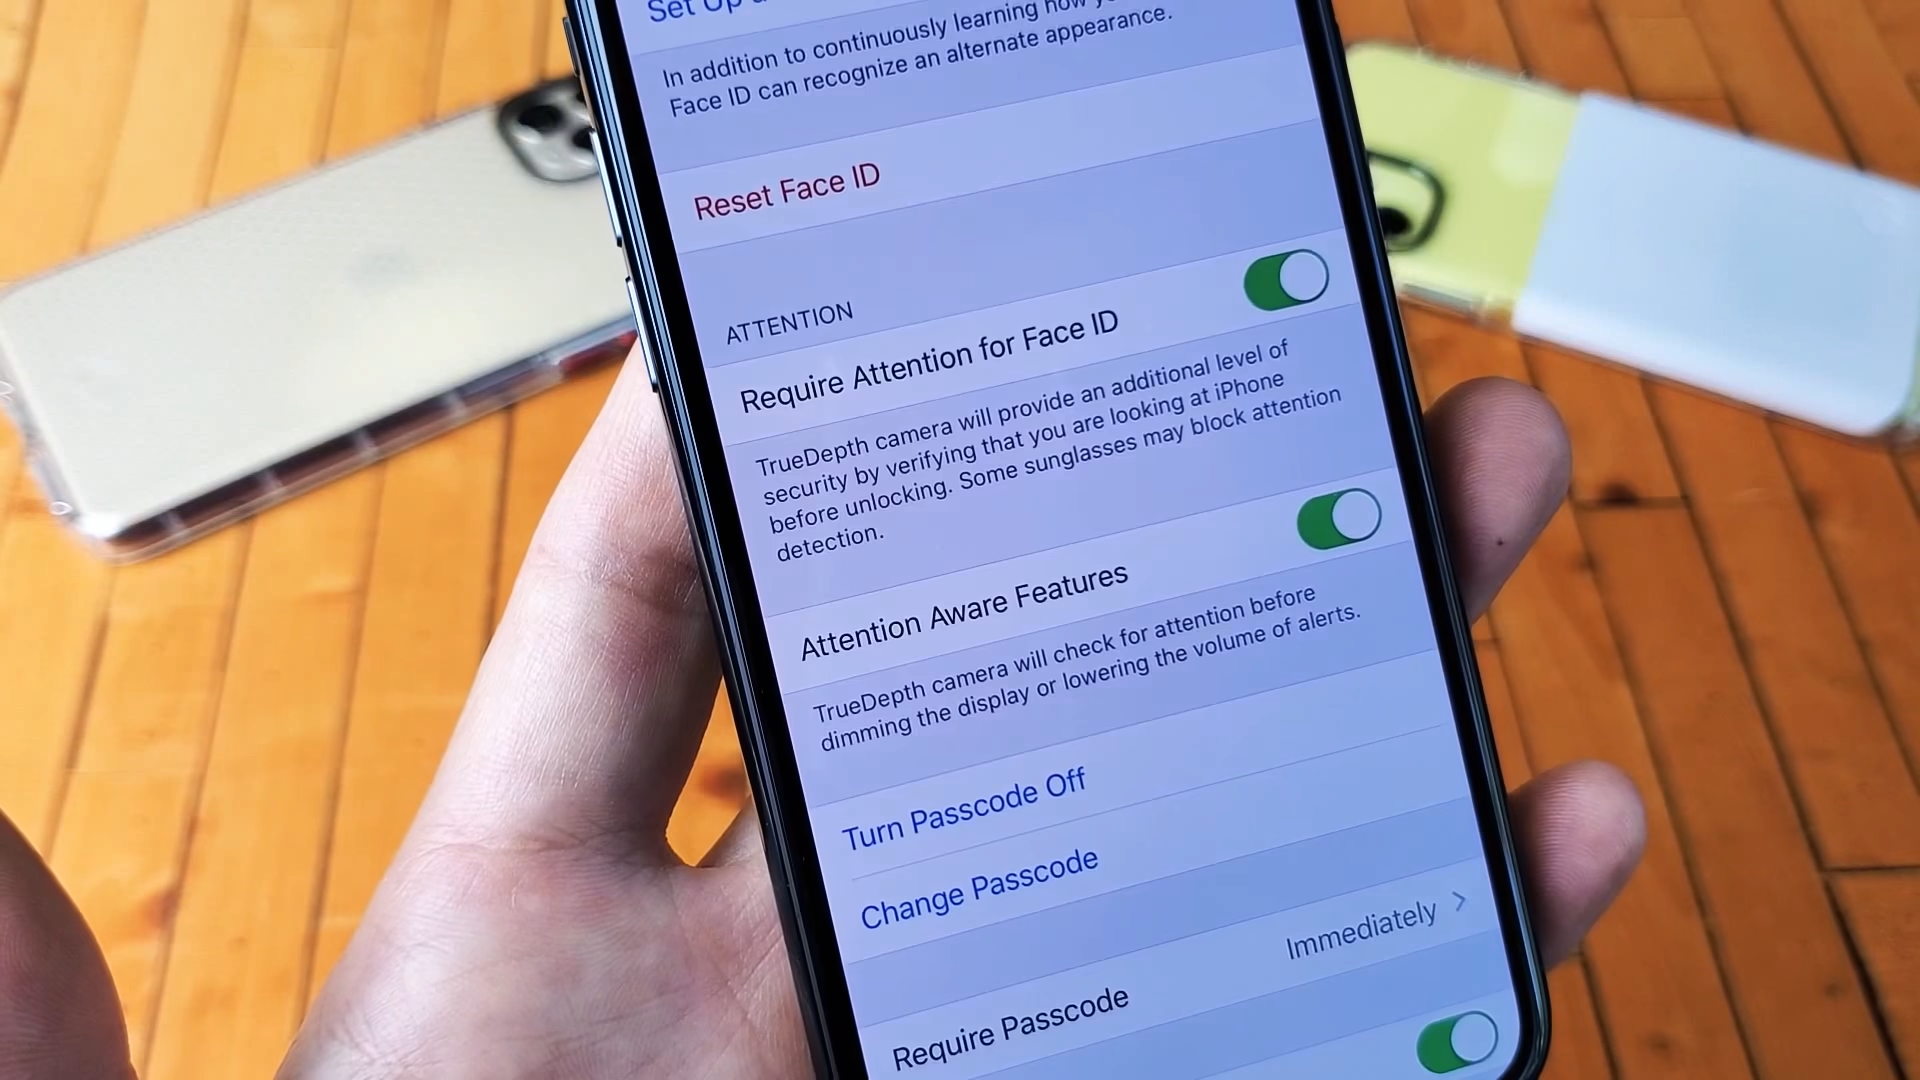 Set Up
In addition to continuously learning how
Face ID can recognize an alternate appearance.
Reset Face ID
ATTENTION
Require Attention for Face ID
TrueDepth camera will provide an additional level of
security by verifying that you are looking at iPhone
before unlocking. Some sunglasses may block attention
detection.
Attention Aware Features
TrueDepth camera will check for attention before
dimming the display or lowering the volume of alerts.
Turn Passcode Off
Change Passcode
Require Passcode Immediately